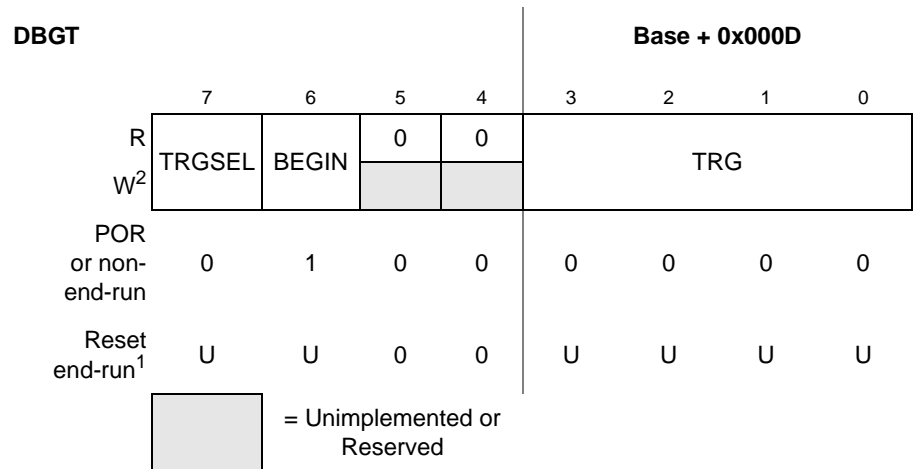 DBGT Base + 0x000D
7 6 5 4 3 2 1 0
R TRGSEL BEGIN 0 0 TRG
W2
POR
or non-
end-run 0 1 0 0 0 0 0 0
Reset
end-run1 U U 0 0 U U U U
= Unimplemented or
Reserved